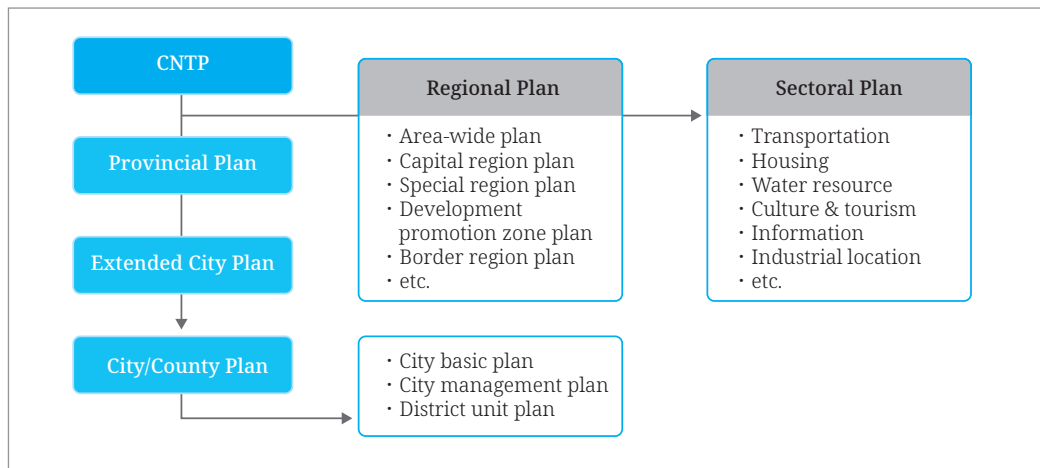 CNTP
Provincial Plan
Extended City Plan
City/County Plan
Regional Plan
· Area-wide plan
· Capital region plan
· Special region plan
· Development
promotion zone plan
· Border region plan
· etc.
Sectoral Plan
· Transportation
· Housing
· Water resource
· Culture & tourism
· Information
· Industrial location
· etc.
· City basic plan
· City management plan
· District unit plan